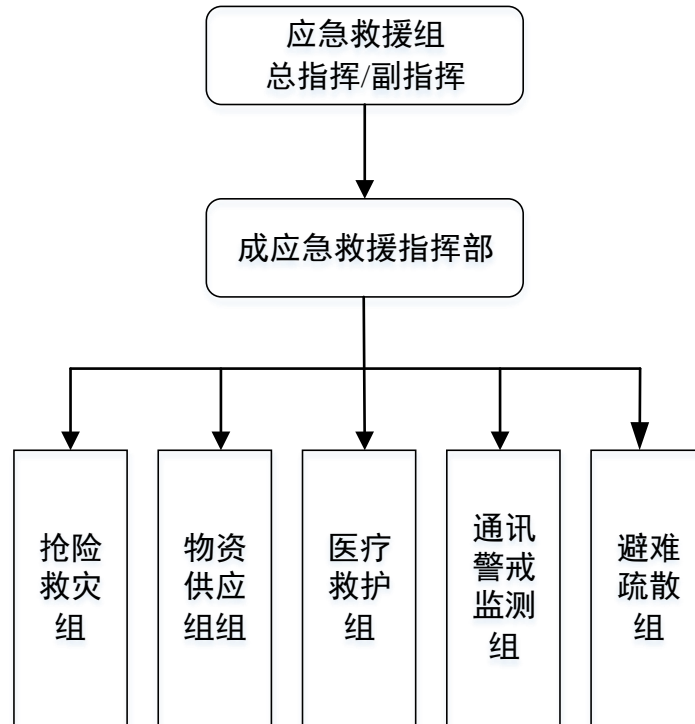 应急救援组
总指挥/副指挥
成应急救援指挥部
抢险
救灾
组
物资
供应
组组
医疗
救护
组
通讯
警戒
监测
组
避难
疏散
组